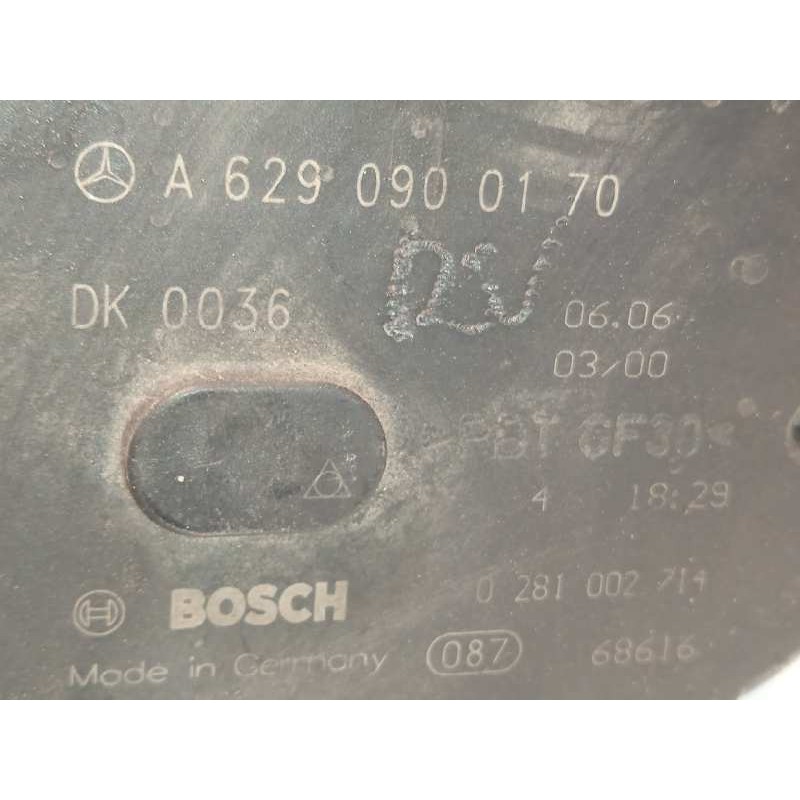 A 629 090 01 70
DK 0036
06.06
03/00
>PBT GF30<
4 18:29
BOSCH 0 281 002 714
Made in Germany 087 68616